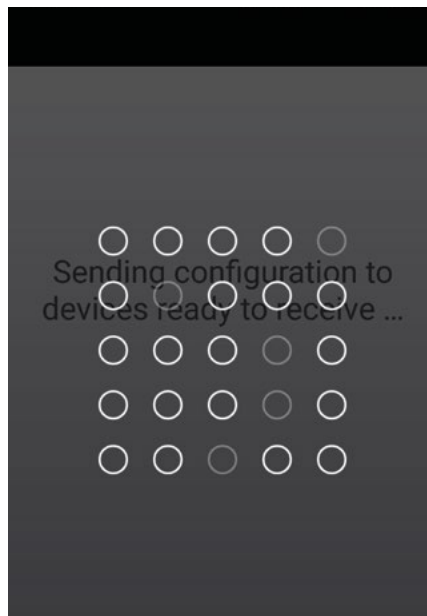 Sending configuration to
devices ready to receive ...